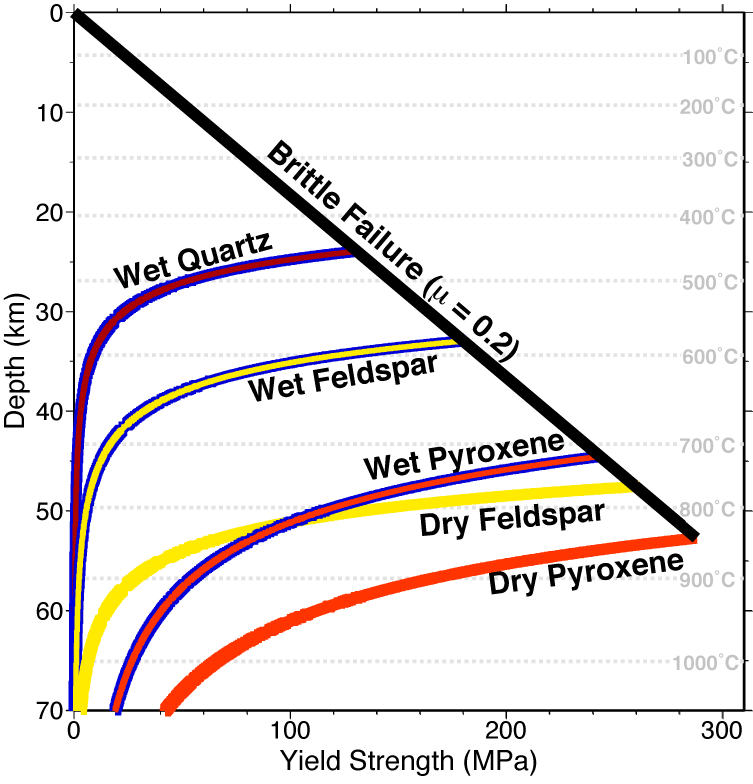 0
10
20
30
40
50
60
70
Depth (km)
0
100
200
300
Yield Strength (MPa)
100°C
200°C
300°C
400°C
500°C
600°C
700°C
800°C
900°C
1000°C
Brittle Failure (μ = 0.2)
Wet Quartz
Wet Feldspar
Wet Pyroxene
Dry Feldspar
Dry Pyroxene